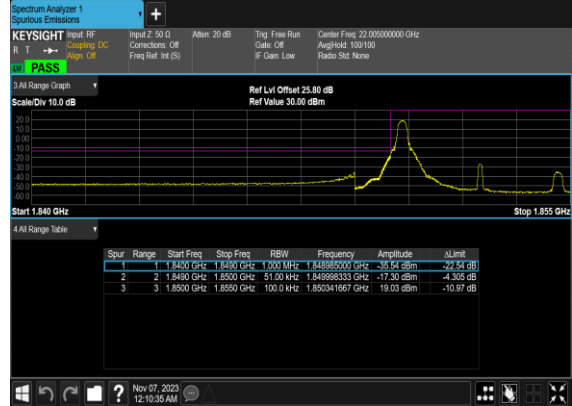 Spectrum Analyzer 1
Spurious Emissions
+
KEYSIGHT Input: RF Input Z: 50 Ω Atten: 20 dB Trig: Free Run Center Freq: 22.005000000 GHz
R T Coupling: DC Corrections: Off Gate: Off Avg|Hold: 100/100
Align: Off Freq Ref: Int (S) IF Gain: Low Radio Std: None
LW PASS
3 All Range Graph
Ref Lvl Offset 25.80 dB
Scale/Div 10.0 dB Ref Value 30.00 dBm
20.0
10.0
0.00
-10.0
-20.0
-30.0
-40.0
-50.0
-60.0
Start 1.840 GHz Stop 1.855 GHz
4 All Range Table
Spur Range Start Freq Stop Freq RBW Frequency Amplitude ΔLimit
1 1 1.8400 GHz 1.8490 GHz 1.000 MHz 1.848985000 GHz -35.54 dBm -22.54 dB
2 2 1.8490 GHz 1.8500 GHz 51.00 kHz 1.849998333 GHz -17.30 dBm -4.305 dB
3 3 1.8500 GHz 1.8550 GHz 100.0 kHz 1.850341667 GHz 19.03 dBm -10.97 dB
? Nov 07, 2023
12:10:35 AM